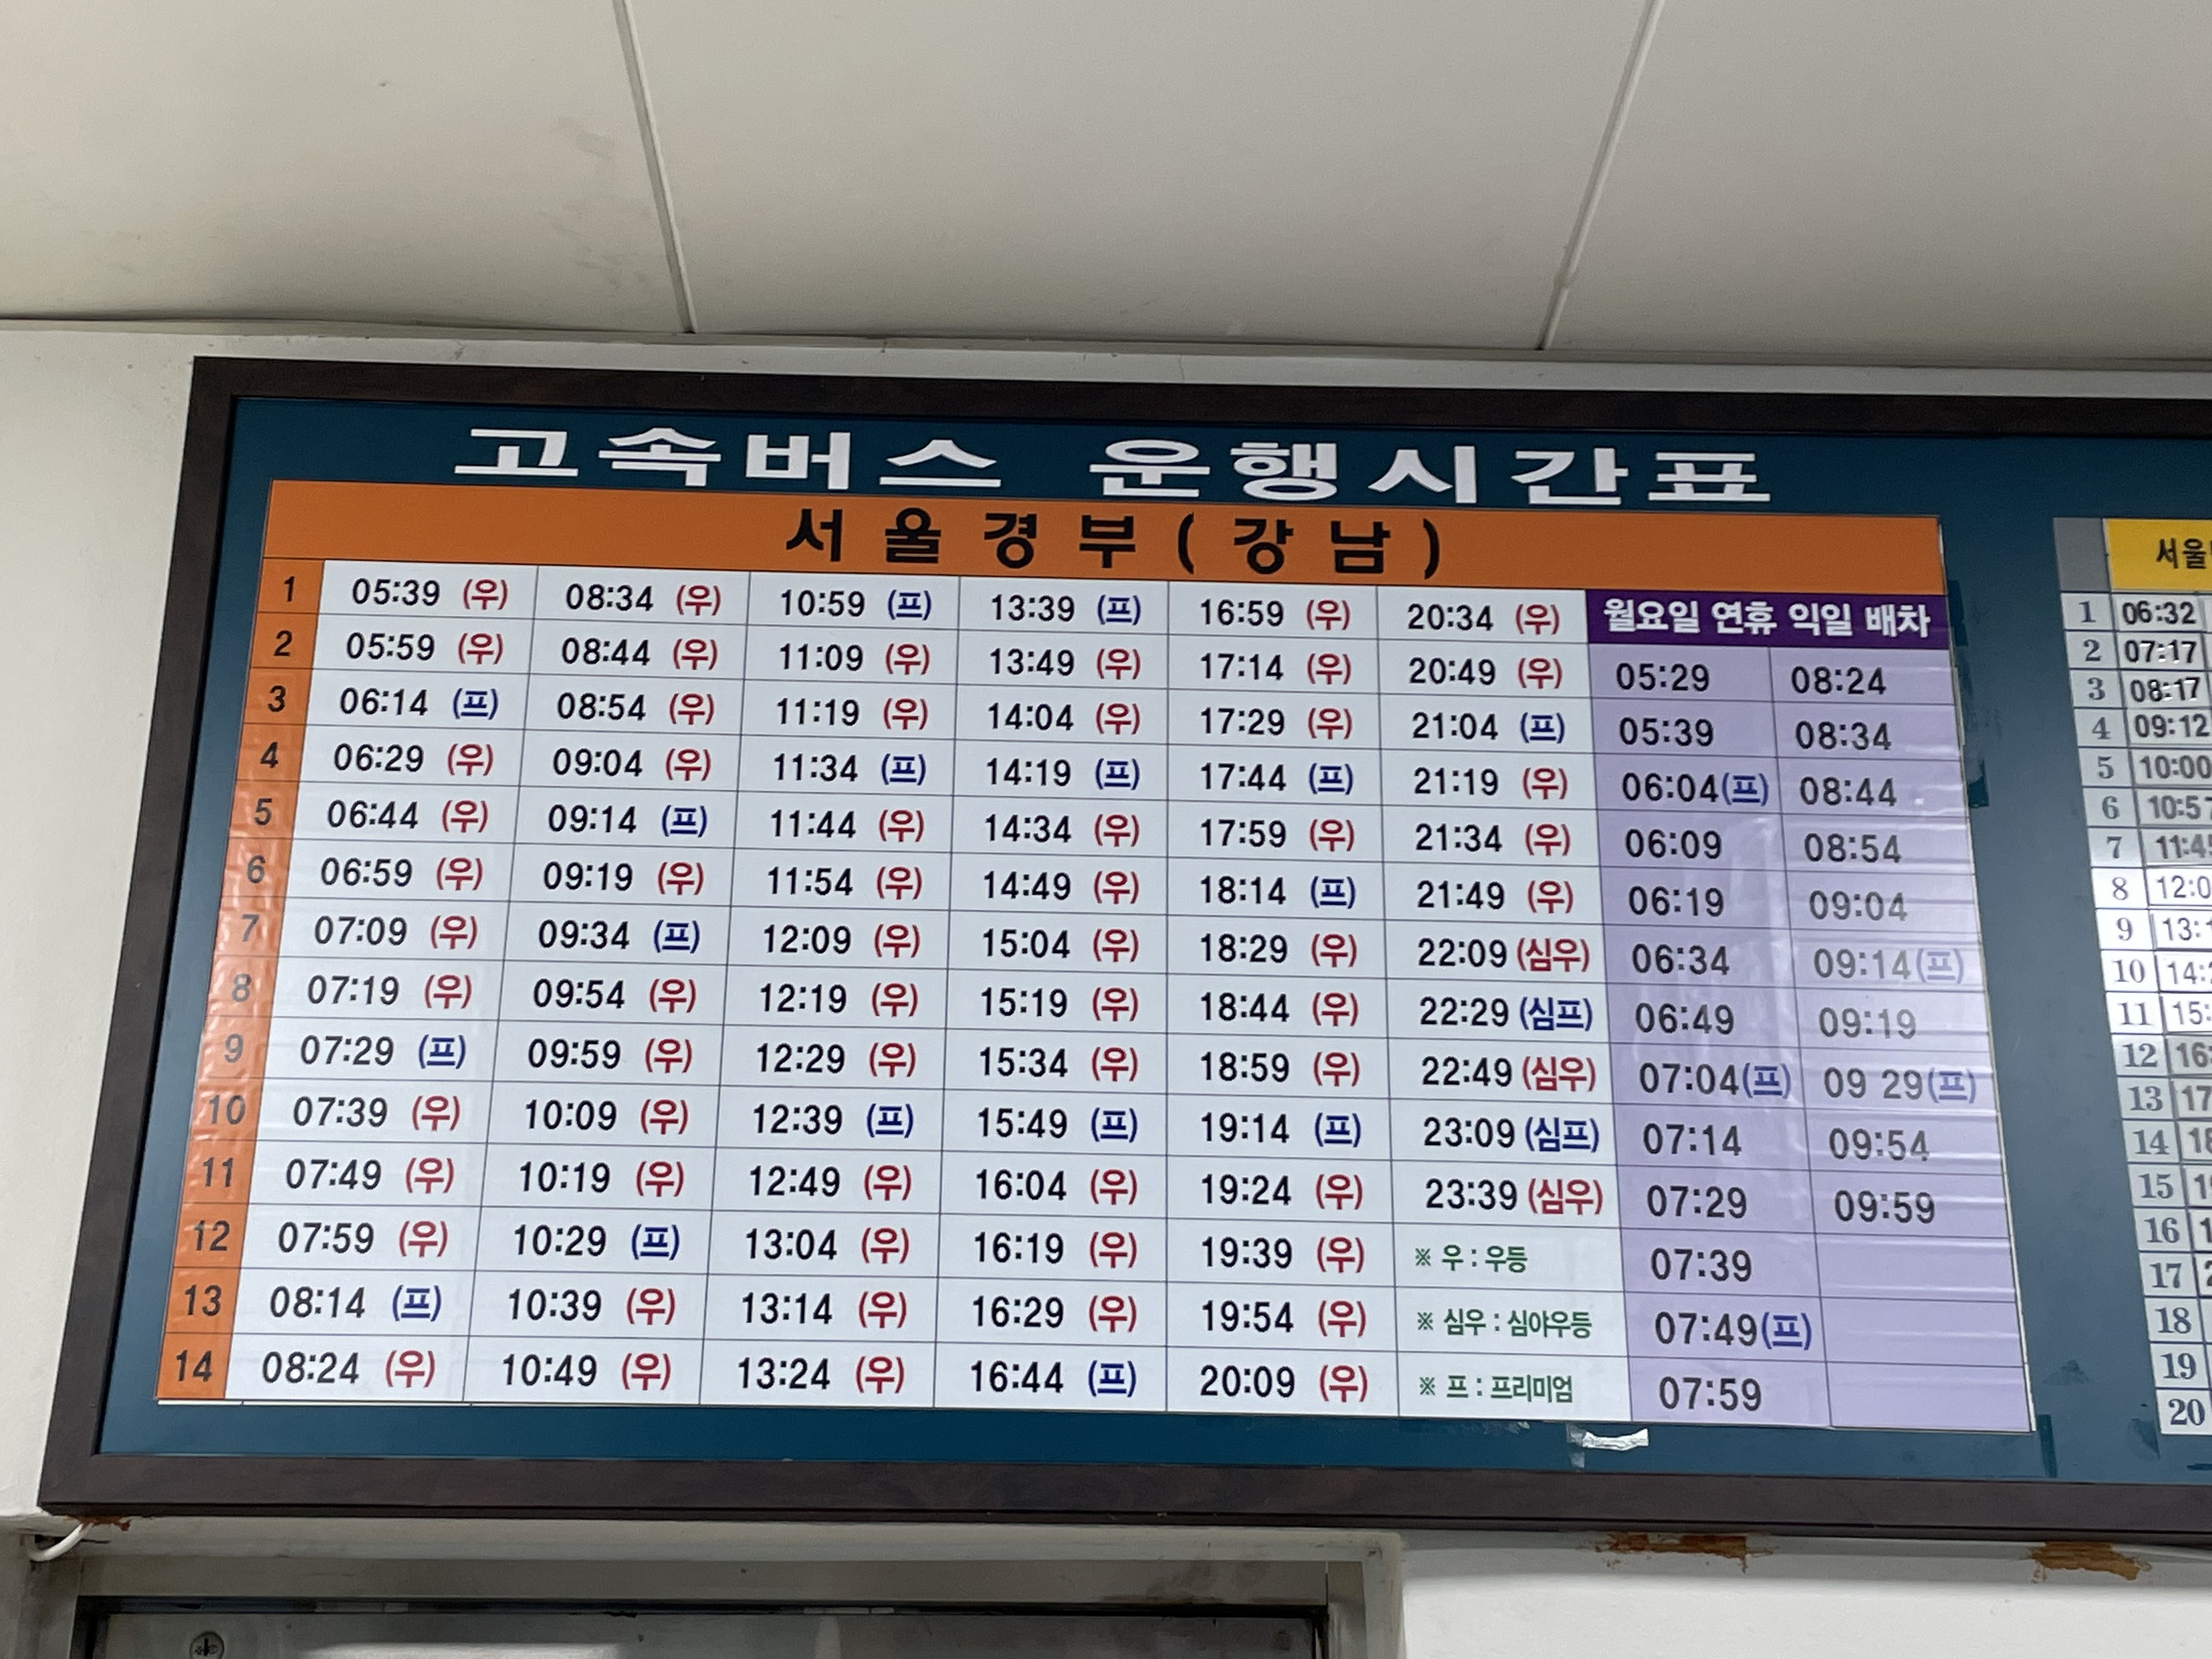 고속버스 운행시간표
서울경부(강남)
1 05:39 (우) 08:34 (우) 10:59 (프) 13:39 (프) 16:59 (우) 20:34 (우) 월요일 연휴 익일 배차
2 05:59 (우) 08:44 (우) 11:09 (우) 13:49 (우) 17:14 (우) 20:49 (우) 05:29 08:24
3 06:14 (프) 08:54 (우) 11:19 (우) 14:04 (우) 17:29 (우) 21:04 (프) 05:39 08:34
4 06:29 (우) 09:04 (우) 11:34 (프) 14:19 (프) 17:44 (프) 21:19 (우) 06:04(프) 08:44
5 06:44 (우) 09:14 (프) 11:44 (우) 14:34 (우) 17:59 (우) 21:34 (우) 06:09 08:54
6 06:59 (우) 09:19 (우) 11:54 (우) 14:49 (우) 18:14 (프) 21:49 (우) 06:19 09:04
7 07:09 (우) 09:34 (프) 12:09 (우) 15:04 (우) 18:29 (우) 22:09 (심우) 06:34 09:14(프)
8 07:19 (우) 09:54 (우) 12:19 (우) 15:19 (우) 18:44 (우) 22:29 (심프) 06:49 09:19
9 07:29 (프) 09:59 (우) 12:29 (우) 15:34 (우) 18:59 (우) 22:49 (심우) 07:04(프) 09 29(프)
10 07:39 (우) 10:09 (우) 12:39 (프) 15:49 (프) 19:14 (프) 23:09 (심프) 07:14 09:54
11 07:49 (우) 10:19 (우) 12:49 (우) 16:04 (우) 19:24 (우) 23:39 (심우) 07:29 09:59
12 07:59 (우) 10:29 (프) 13:04 (우) 16:19 (우) 19:39 (우) ※ 우 : 우등 07:39
13 08:14 (프) 10:39 (우) 13:14 (우) 16:29 (우) 19:54 (우) ※ 심우 : 심야우등 07:49(프)
14 08:24 (우) 10:49 (우) 13:24 (우) 16:44 (프) 20:09 (우) ※ 프 : 프리미엄 07:59
서울
1 06:32
2 07:17
3 08:17
4 09:12
5 10:00
6
7
8
9
10
11
12
13
14
15
16
17
18
19
20